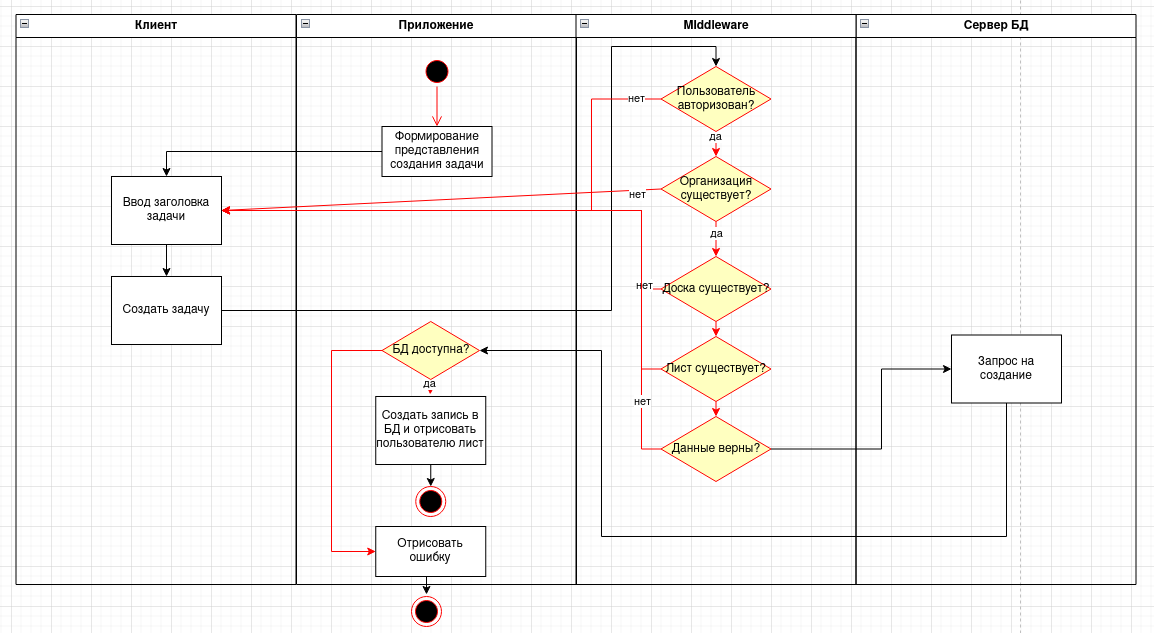 Клиент
Приложение
MIddleware
Сервер БД
Формирование
представления
создания задачи
Ввод заголовка
задачи
Создать задачу
Пользователь
авторизован?
нет
да
Организация
существует?
нет
да
Доска существует?
нет
Лист существует?
нет
Данные верны?
Запрос на
создание
БД доступна?
да
Создать запись в
БД и отрисовать
пользователю лист
Отрисовать
ошибку